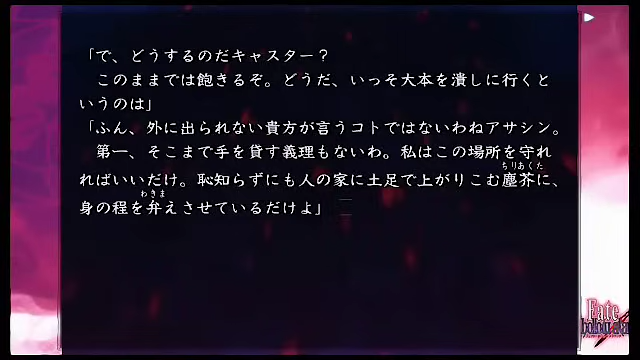 「で、どうするのだキャスター？
　このままでは飽きるぞ。どうだ、いっそ大本を潰しに行くと
いうのは」
「ふん、外に出られない貴方が言うコトではないわねアサシン。
　第一、そこまで手を貸す義理もないわ。私はこの場所を守れ
ちりあくた
ればいいだけ。恥知らずにも人の家に土足で上がりこむ塵芥に、
わきま
身の程を弁えさせているだけよ」
Fate
hollow ata